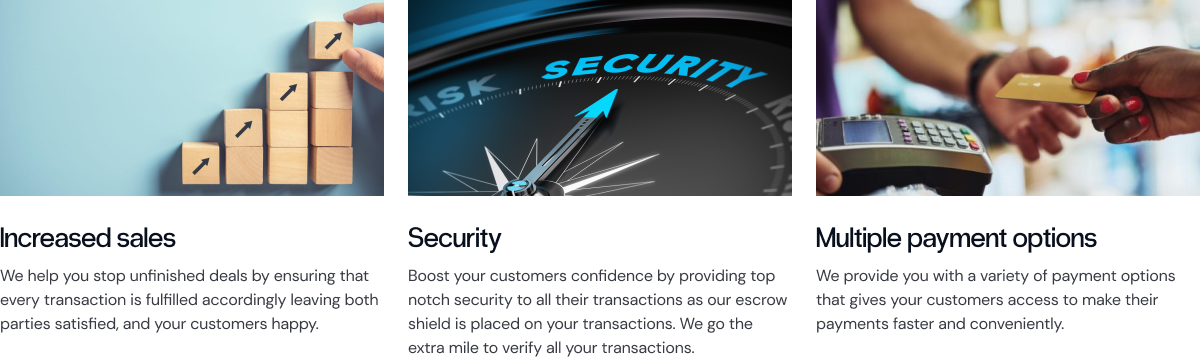 RISK
SECURITY
Increased sales
We help you stop unfinished deals by ensuring that
every transaction is fulfilled accordingly leaving both
parties satisfied, and your customers happy.
Security
Boost your customers confidence by providing top
notch security to all their transactions as our escrow
shield is placed on your transactions. We go the
extra mile to verify all your transactions.
Multiple payment options
We provide you with a variety of payment options
that gives your customers access to make their
payments faster and conveniently.